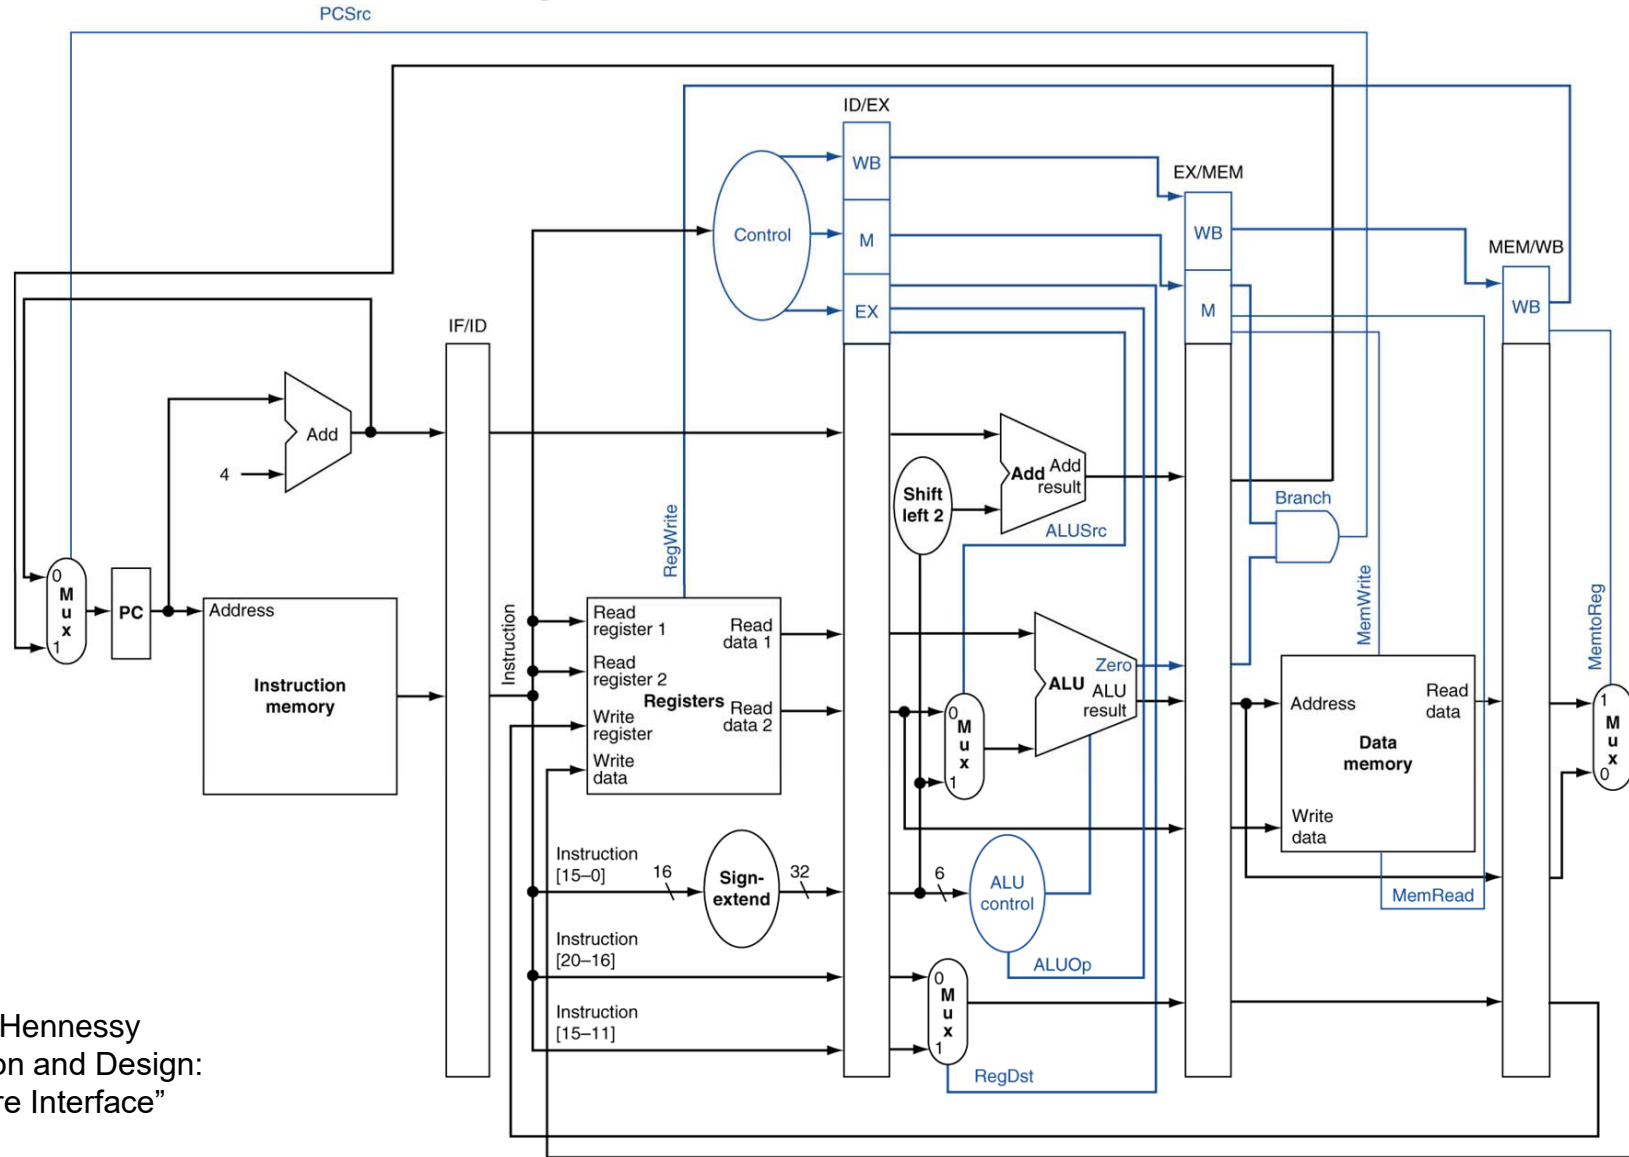 PCSrc
ID/EX
WB
EX/MEM
Control
M
WB
MEM/WB
EX
M
WB
IF/ID
Add
4
Shift
left 2
Add
Add
result
Branch
ALUSrc
RegWrite
MemWrite
MemtoReg
0
M
u
x
1
PC
Address
Instruction
memory
Instruction
Read
register 1
Read
register 2
Write
register
Write
data
Registers
Read
data 1
Read
data 2
0
M
u
x
1
Zero
ALU
ALU
result
Address
Read
data
Data
memory
Write
data
1
M
u
x
0
MemRead
Instruction
[15–0]
16
Sign-
extend
32
6
ALU
control
ALUOp
Instruction
[20–16]
Instruction
[15–11]
0
M
u
x
1
RegDst
Hennessy
on and Design:
re Interface”